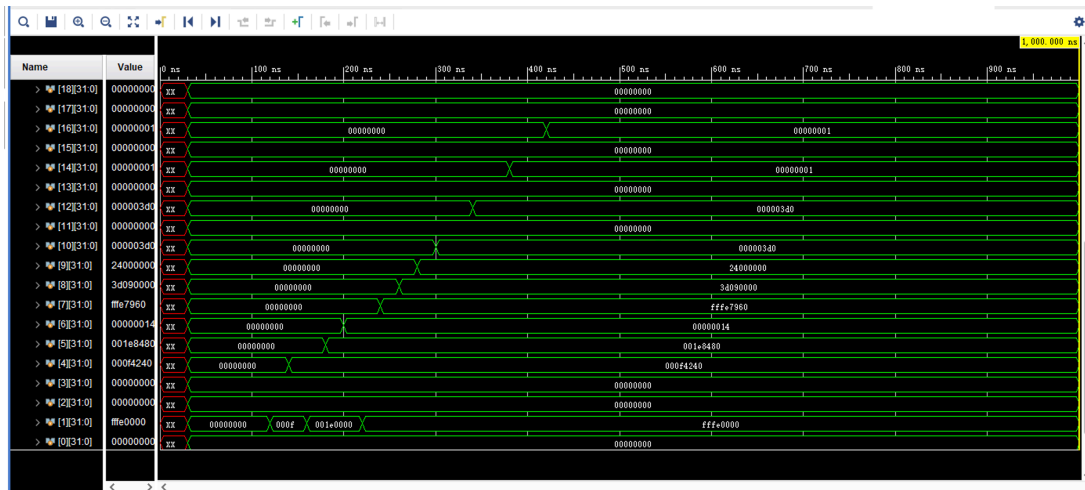 1,000.000 ns
Name Value 0 ns 100 ns 200 ns 300 ns 400 ns 500 ns 600 ns 700 ns 800 ns 900 ns
[18][31:0] 00000000 XX 00000000
[17][31:0] 00000000 XX 00000000
[16][31:0] 00000001 XX 00000000 00000001
[15][31:0] 00000000 XX 00000000
[14][31:0] 00000001 XX 00000000 00000001
[13][31:0] 00000000 XX 00000000
[12][31:0] 000003d0 XX 00000000 000003d0
[11][31:0] 00000000 XX 00000000
[10][31:0] 000003d0 XX 00000000 000003d0
[9][31:0] 24000000 XX 00000000 24000000
[8][31:0] 3d090000 XX 00000000 3d090000
[7][31:0] fffe7960 XX 00000000 fffe7960
[6][31:0] 00000014 XX 00000000 00000014
[5][31:0] 001e8480 XX 00000000 001e8480
[4][31:0] 000f4240 XX 00000000 000f4240
[3][31:0] 00000000 XX 00000000
[2][31:0] 00000000 XX 00000000
[1][31:0] fffe0000 XX 00000000 000f 001e0000 fffe0000
[0][31:0] 00000000 XX 00000000